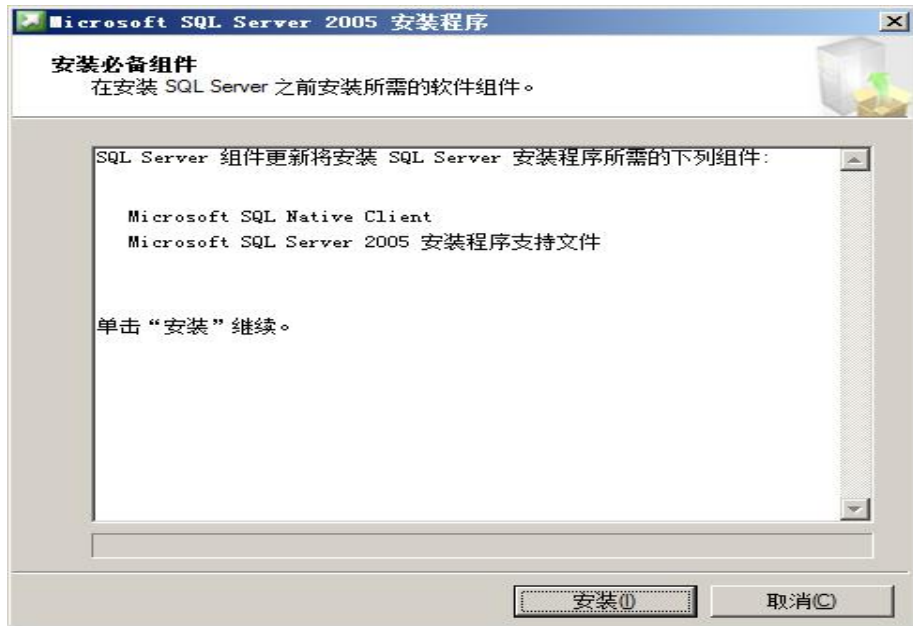 Microsoft SQL Server 2005 安装程序
安装必备组件
在安装 SQL Server 之前安装所需的软件组件。
SQL Server 组件更新将安装 SQL Server 安装程序所需的下列组件:
Microsoft SQL Native Client
Microsoft SQL Server 2005 安装程序支持文件
单击“安装”继续。
安装(I)
取消(C)